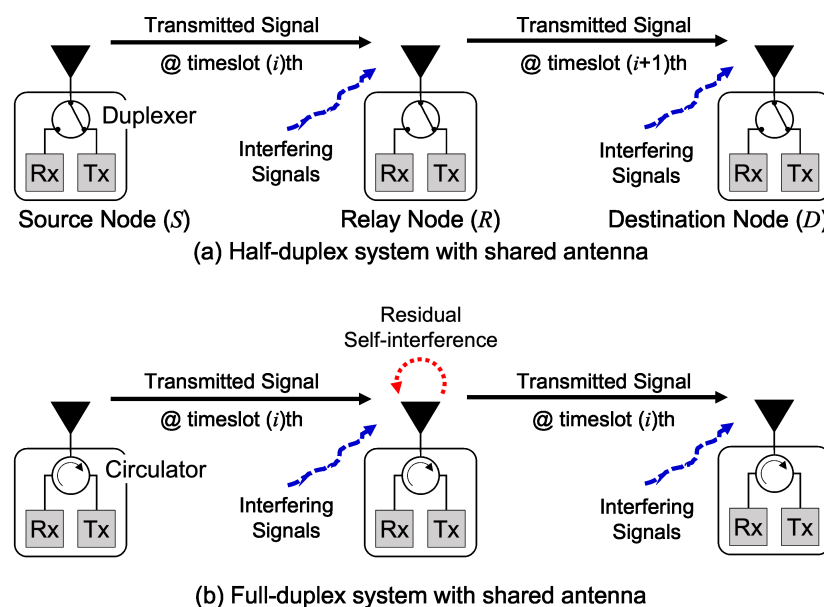 Transmitted Signal
@ timeslot (i)th
Transmitted Signal
@ timeslot (i+1)th
Duplexer
Interfering
Signals
Interfering
Signals
Rx Tx
Rx Tx
Rx Tx
Source Node (S)
Relay Node (R)
Destination Node (D)
(a) Half-duplex system with shared antenna
Residual
Self-interference
Transmitted Signal
@ timeslot (i)th
Transmitted Signal
@ timeslot (i)th
Circulator
Interfering
Signals
Interfering
Signals
Rx Tx
Rx Tx
Rx Tx
(b) Full-duplex system with shared antenna